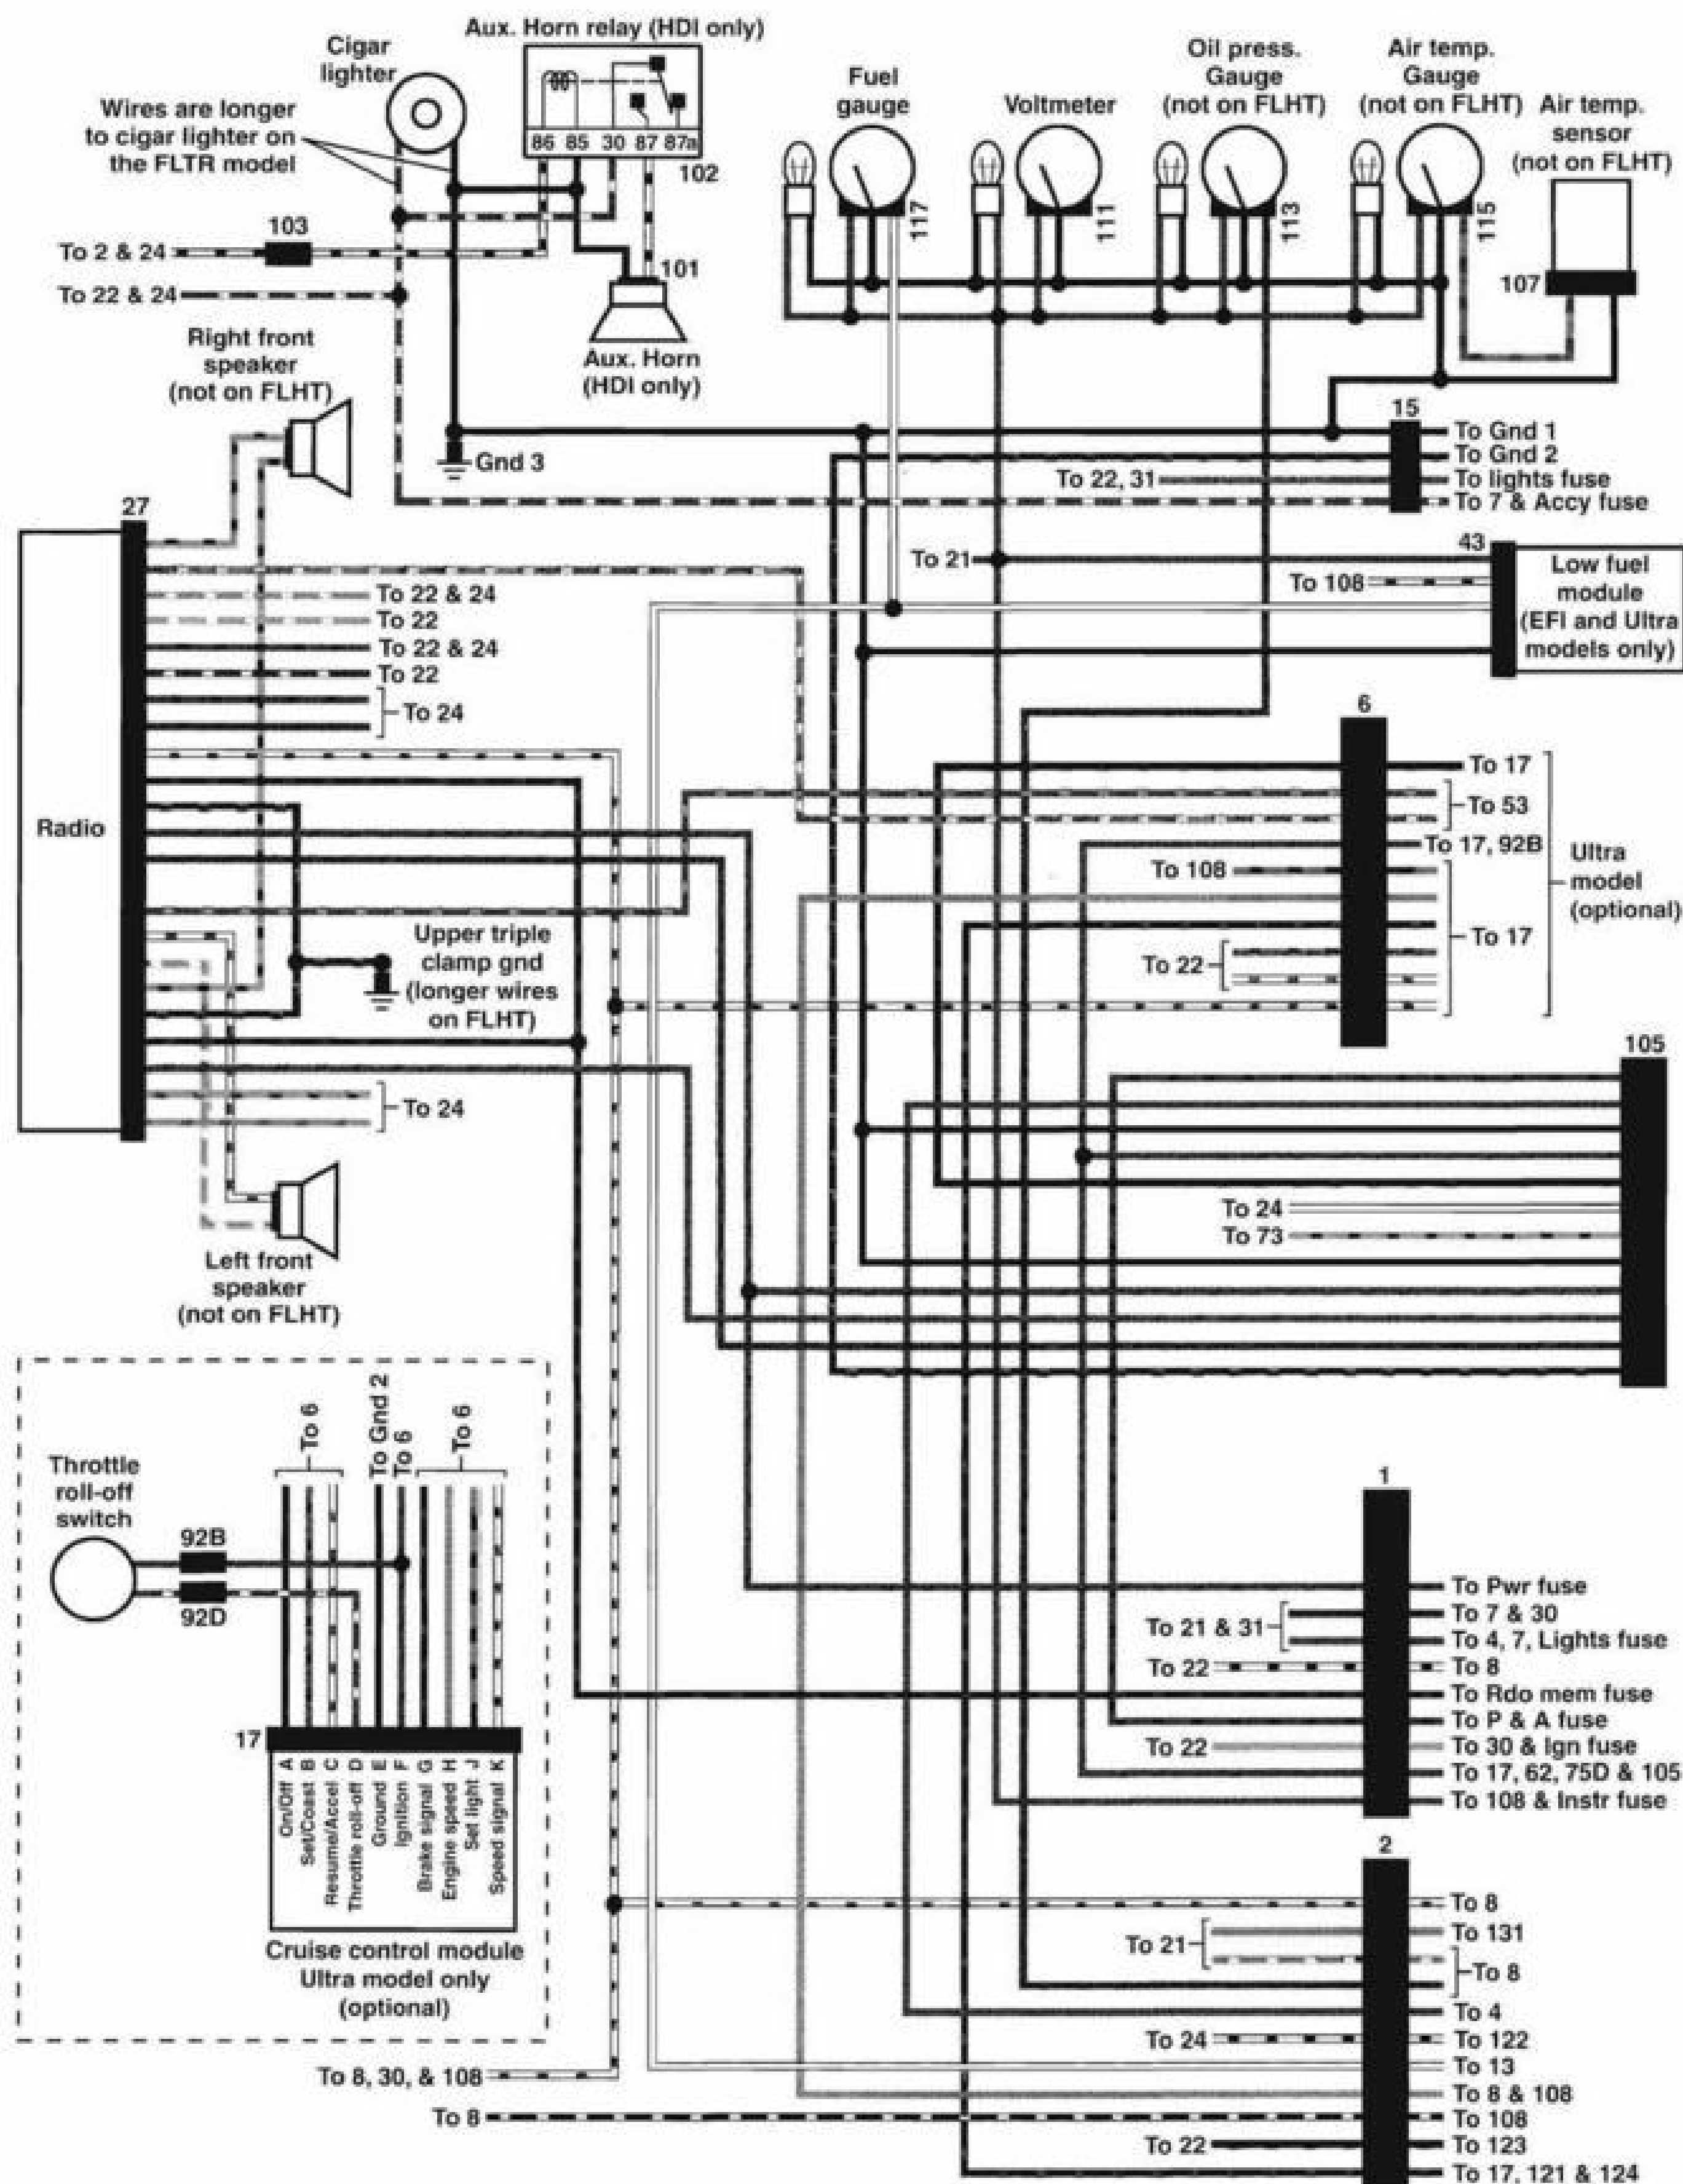 Aux. Horn relay (HDI only)
Cigar
lighter
Wires are longer
to cigar lighter on
the FLTR model
86 85 30 87 87a
102
103
To 2 & 24
To 22 & 24
101
Aux. Horn
(HDI only)
Fuel
gauge
117
Voltmeter
111
Oil press.
Gauge
(not on FLHT)
113
Air temp.
Gauge
(not on FLHT)
115
Air temp.
sensor
(not on FLHT)
107
Right front
speaker
(not on FLHT)
Gnd 3
15
To Gnd 1
To Gnd 2
To 22, 31
To lights fuse
To 7 & Accy fuse
27
Radio
To 22 & 24
To 22
To 22 & 24
To 22
To 24
To 21
43
To 108
Low fuel
module
(EFI and Ultra
models only)
6
To 17
To 53
To 17, 92B
To 108
To 17
To 22
Ultra
model
(optional)
Upper triple
clamp gnd
(longer wires
on FLHT)
To 24
105
To 24
To 73
Left front
speaker
(not on FLHT)
Throttle
roll-off
switch
92B
92D
To 6
To Gnd 2
To 6
To 6
17
On/Off A
Set/Coast B
Resume/Accel C
Throttle roll-off D
Ground E
Ignition F
Brake signal G
Engine speed H
Set light J
Speed signal K
Cruise control module
Ultra model only
(optional)
1
To Pwr fuse
To 21 & 31
To 7 & 30
To 4, 7, Lights fuse
To 22
To 8
To Rdo mem fuse
To P & A fuse
To 22
To 30 & Ign fuse
To 17, 62, 75D & 105
To 108 & Instr fuse
2
To 8
To 21
To 131
To 8
To 4
To 24
To 122
To 8, 30, & 108
To 13
To 8 & 108
To 8
To 108
To 22
To 123
To 17, 121 & 124